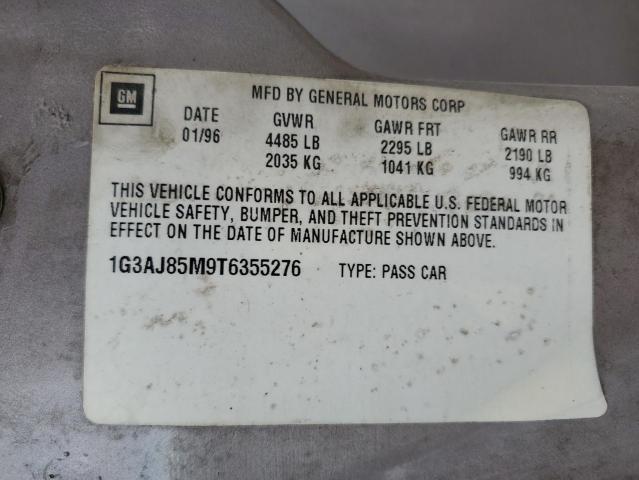 GM
MFD BY GENERAL MOTORS CORP
DATE GVWR GAWR FRT GAWR RR
01/96 4485 LB 2295 LB 2190 LB
2035 KG 1041 KG 994 KG
THIS VEHICLE CONFORMS TO ALL APPLICABLE U.S. FEDERAL MOTOR
VEHICLE SAFETY, BUMPER, AND THEFT PREVENTION STANDARDS IN
EFFECT ON THE DATE OF MANUFACTURE SHOWN ABOVE.
1G3AJ85M9T6355276 TYPE: PASS CAR